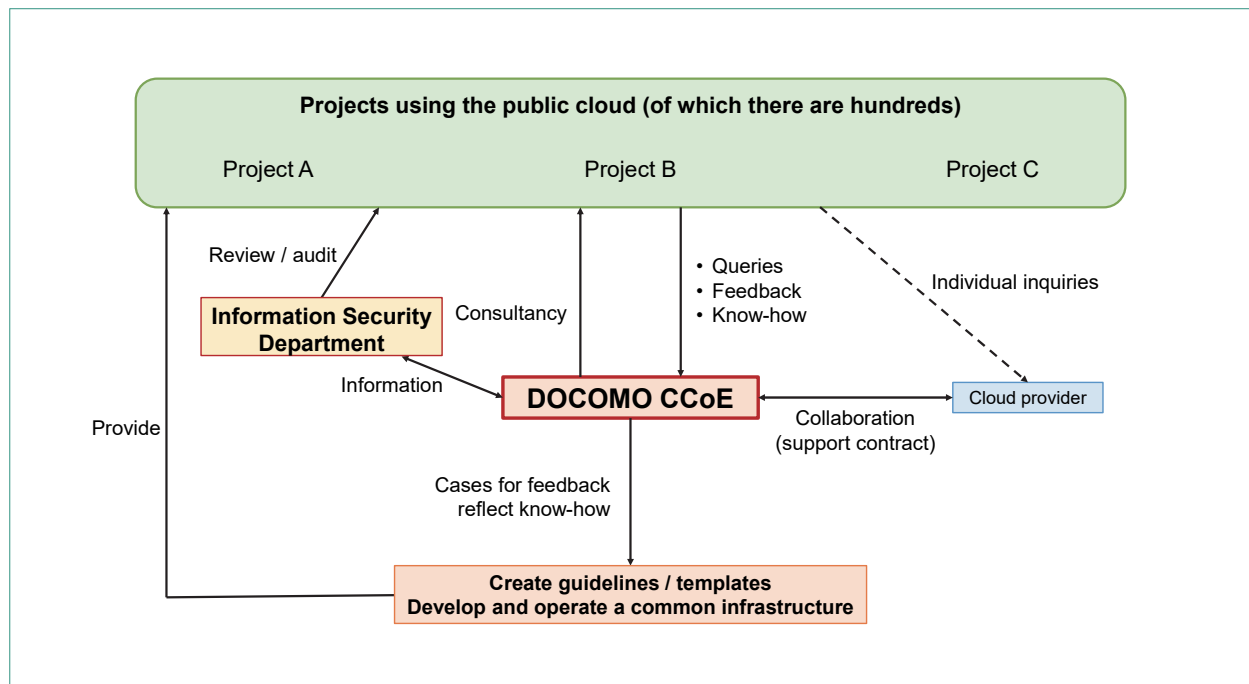 Projects using the public cloud (of which there are hundreds)
Project A
Project B
Project C
Review / audit
• Queries
• Feedback
• Know-how
Individual inquiries
Information Security
Department
Consultancy
Information
DOCOMO CCoE
Cloud provider
Provide
Collaboration
(support contract)
Cases for feedback
reflect know-how
Create guidelines / templates
Develop and operate a common infrastructure